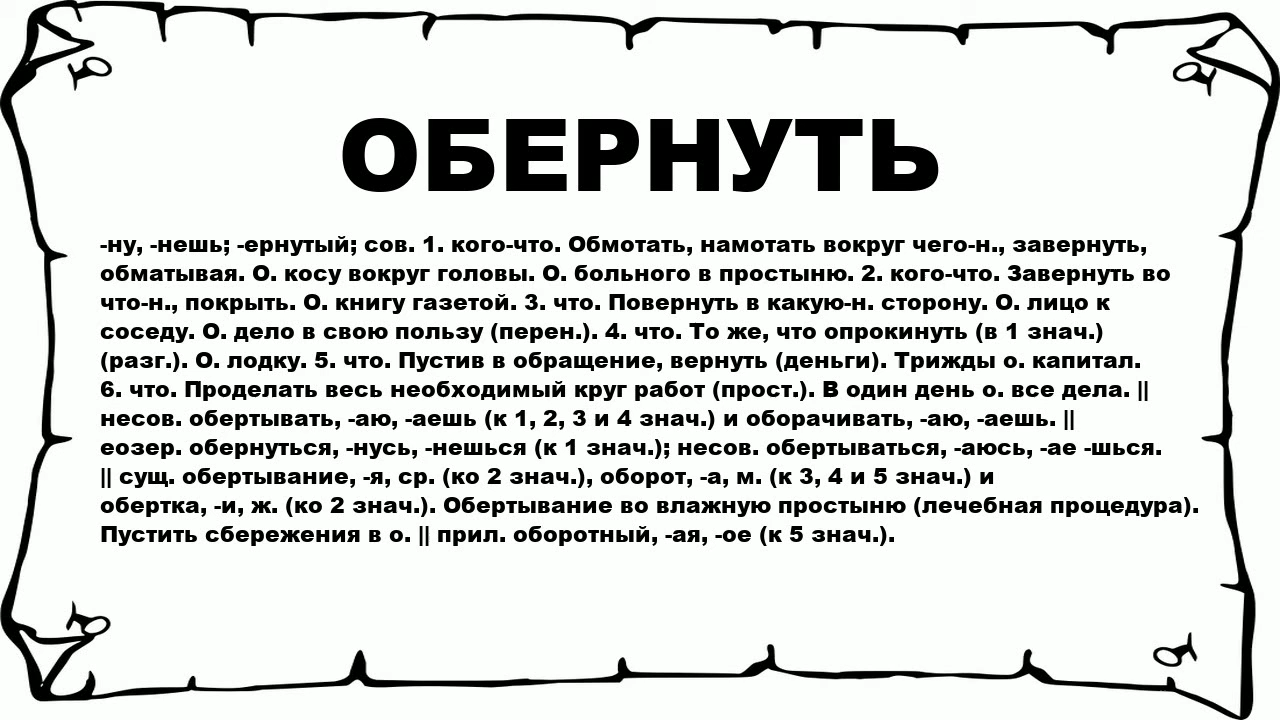 ОБЕРНУТЬ
-ну, -нешь; -ернутый; сов. 1. кого-что. Обмотать, намотать вокруг чего-н., завернуть,
обматывая. О. косу вокруг головы. О. больного в простыню. 2. кого-что. Завернуть во
что-н., покрыть. О. книгу газетой. 3. что. Повернуть в какую-н. сторону. О. лицо к
соседу. О. дело в свою пользу (перен.). 4. что. То же, что опрокинуть (в 1 знач.)
(разг.). О. лодку. 5. что. Пустив в обращение, вернуть (деньги). Трижды о. капитал.
6. что. Проделать весь необходимый круг работ (прост.). В один день о. все дела. ||
несов. обертывать, -аю, -аешь (к 1, 2, 3 и 4 знач.) и оборачивать, -аю, -аешь. ||
еозер. обернуться, -нусь, -нешься (к 1 знач.); несов. обертываться, -аюсь, -ае -шься.
|| сущ. обертывание, -я, ср. (ко 2 знач.), оборот, -а, м. (к 3, 4 и 5 знач.) и
обертка, -и, ж. (ко 2 знач.). Обертывание во влажную простыню (лечебная процедура).
Пустить сбережения в о. || прил. оборотный, -ая, -ое (к 5 знач.).